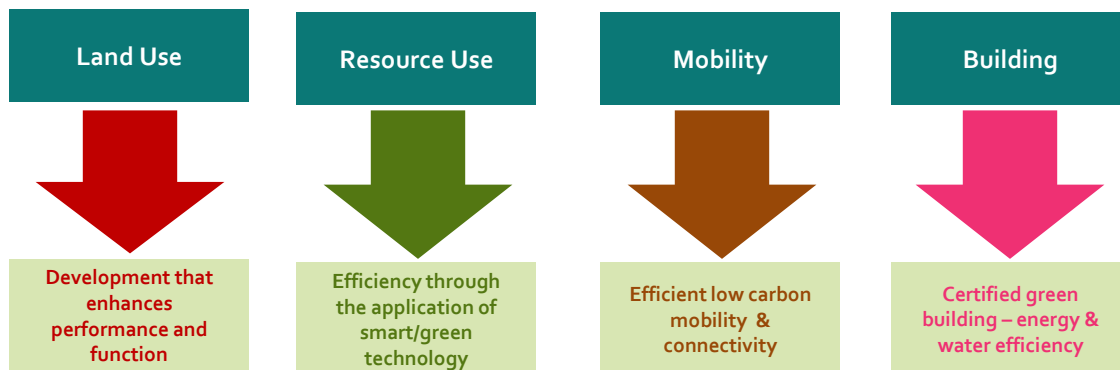 Land Use
Resource Use
Mobility
Building
Development that
enhances
performance and
function
Efficiency through
the application of
smart/green
technology
Efficient low carbon
mobility &
connectivity
Certified green
building – energy &
water efficiency